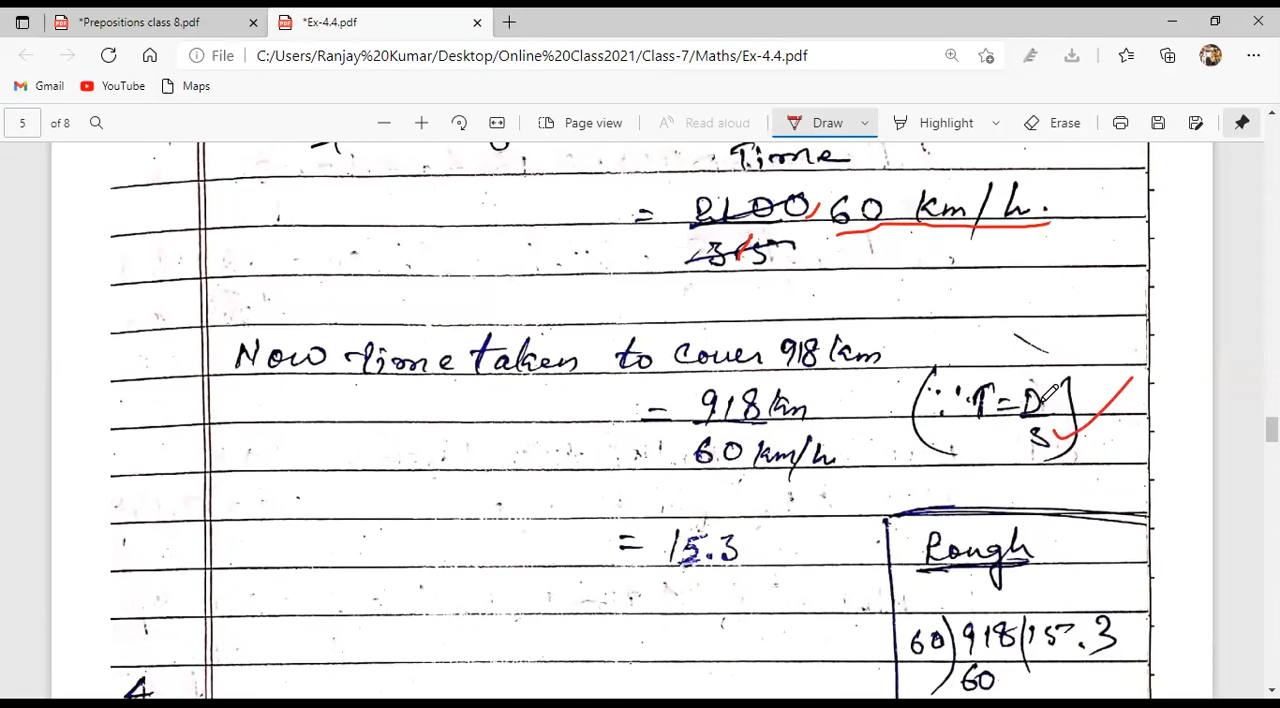 *Prepositions class 8.pdf
*Ex-4.4.pdf
File C:/Users/Ranjay%20Kumar/Desktop/Online%20Class2021/Class-7/Maths/Ex-4.4.pdf
Gmail YouTube Maps
5 of 8 Page view Read aloud Draw Highlight Erase
Time
= 2100 60 km/h.
35
Now time taken to cover 918 km
= 918 km
60 km/h
(∵ T = D
S)
= 15.3
Rough
60)918(15.3
60
4